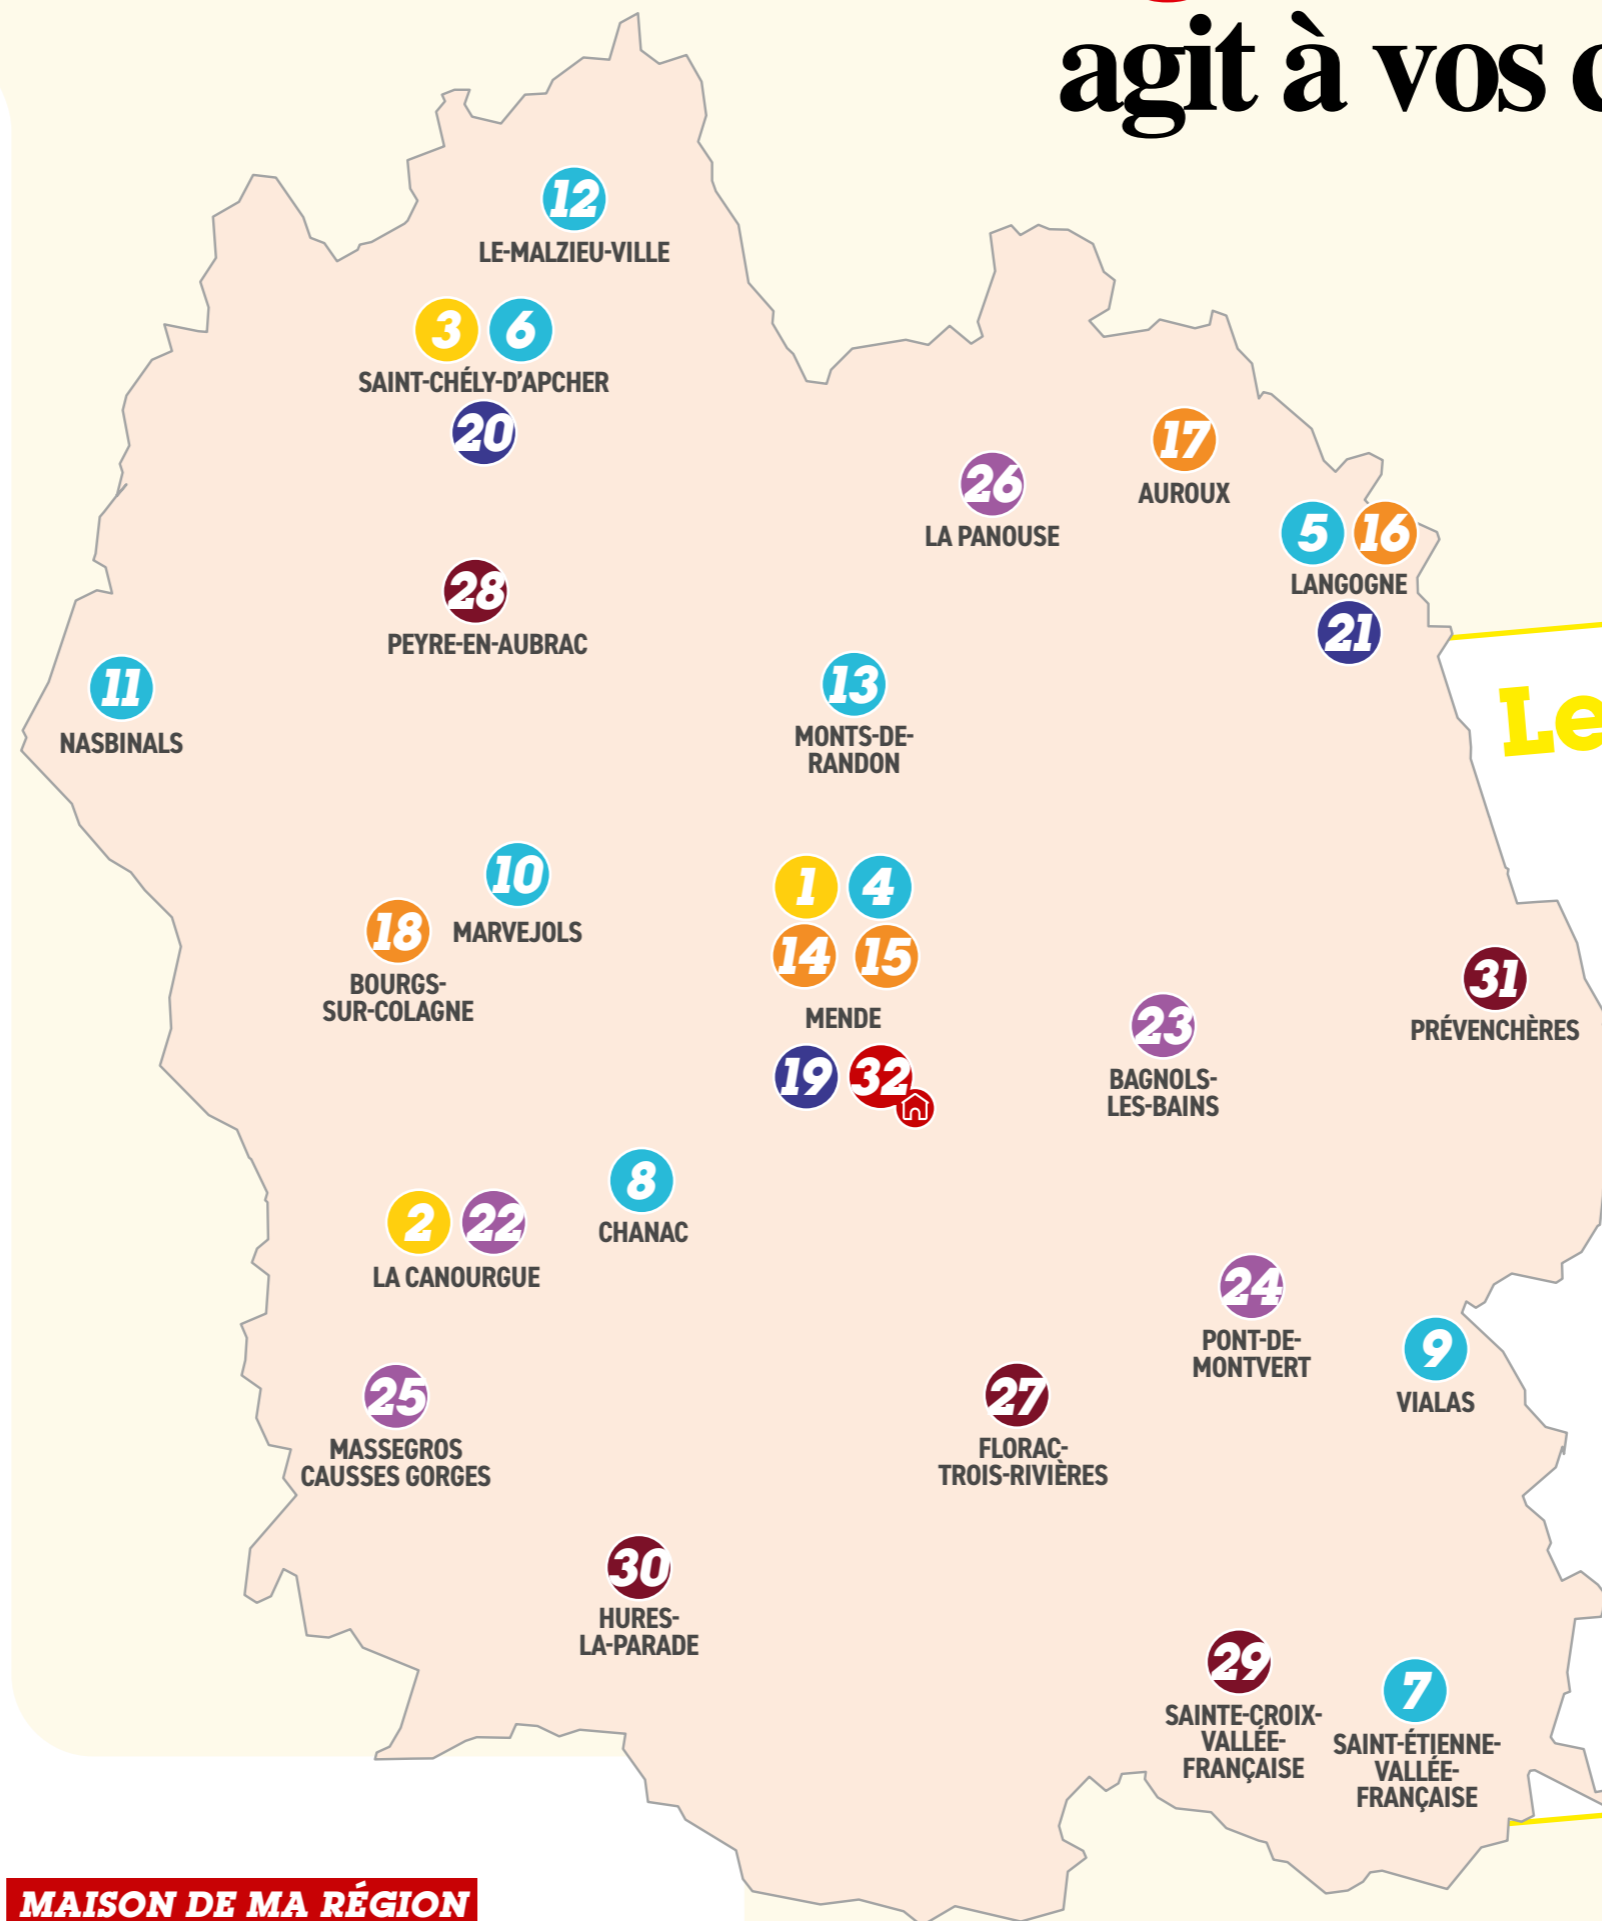 agit à vos
12
LE-MALZIEU-VILLE
3 6
SAINT-CHÉLY-D'APCHER
20
17
AUROUX
26
LA PANOUSE
5 16
LANGOGNE
21
28
PEYRE-EN-AUBRAC
11
NASBINALS
13
MONTS-DE-
RANDON
Le
10
MARVEJOLS
18
BOURGS-
SUR-COLAGNE
1 4
14 15
MENDE
19 32
31
PRÉVENCHÈRES
23
BAGNOLS-
LES-BAINS
8
CHANAC
2 22
LA CANOURGUE
24
PONT-DE-
MONTVERT
9
VIALAS
25
MASSEGROS
CAUSSES GORGES
27
FLORAC-
TROIS-RIVIÈRES
30
HURES-
LA-PARADE
29
SAINTE-CROIX-
VALLÉE-
FRANÇAISE
7
SAINT-ÉTIENNE-
VALLÉE-
FRANÇAISE
MAISON DE MA RÉGION